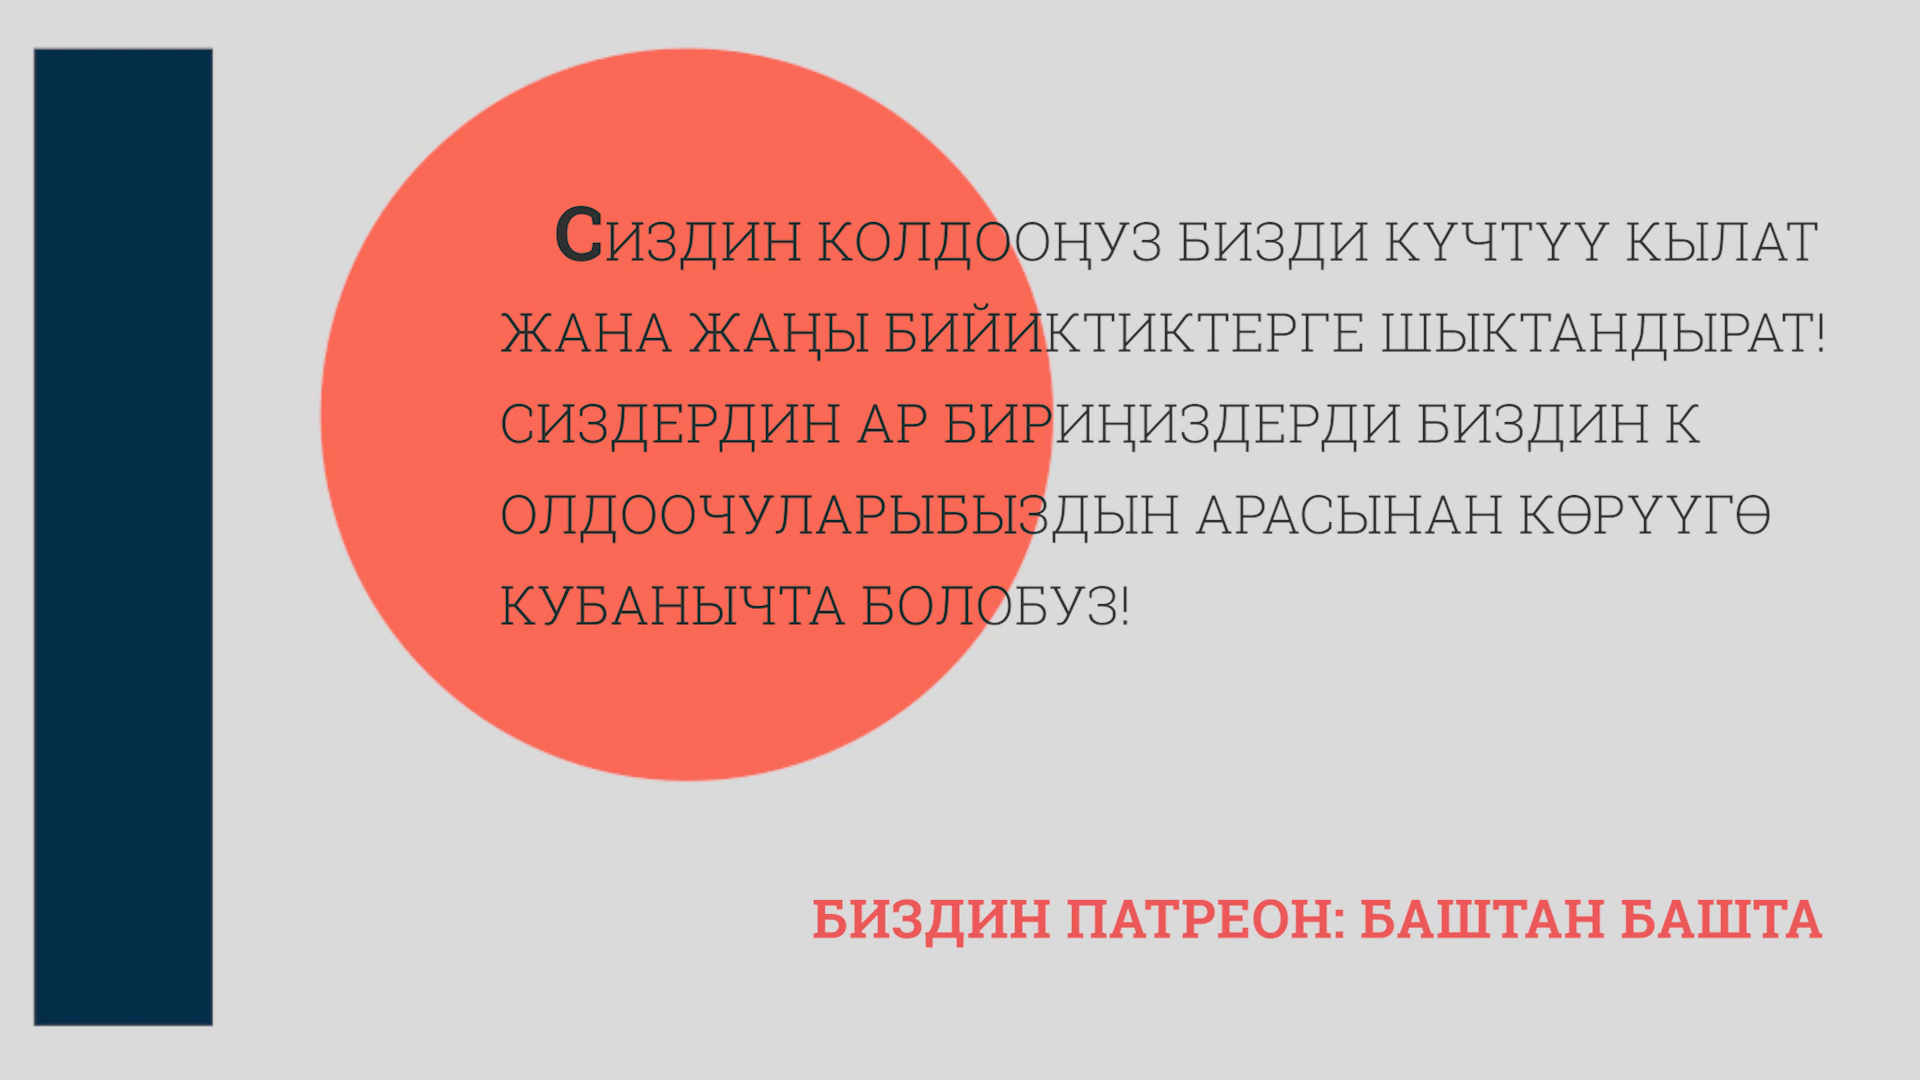 СИЗДИН КОЛДООҢУЗ БИЗДИ КҮЧТҮҮ КЫЛАТ
ЖАНА ЖАҢЫ БИЙИКТИКТЕРГЕ ШЫКТАНДЫРАТ!
СИЗДЕРДИН АР БИРИҢИЗДЕРДИ БИЗДИН К
ОЛДООЧУЛАРЫБЫЗДЫН АРАСЫНАН КӨРҮҮГӨ
КУБАНЫЧТА БОЛОБУЗ!
БИЗДИН ПАТРЕОН: БАШТАН БАШТА